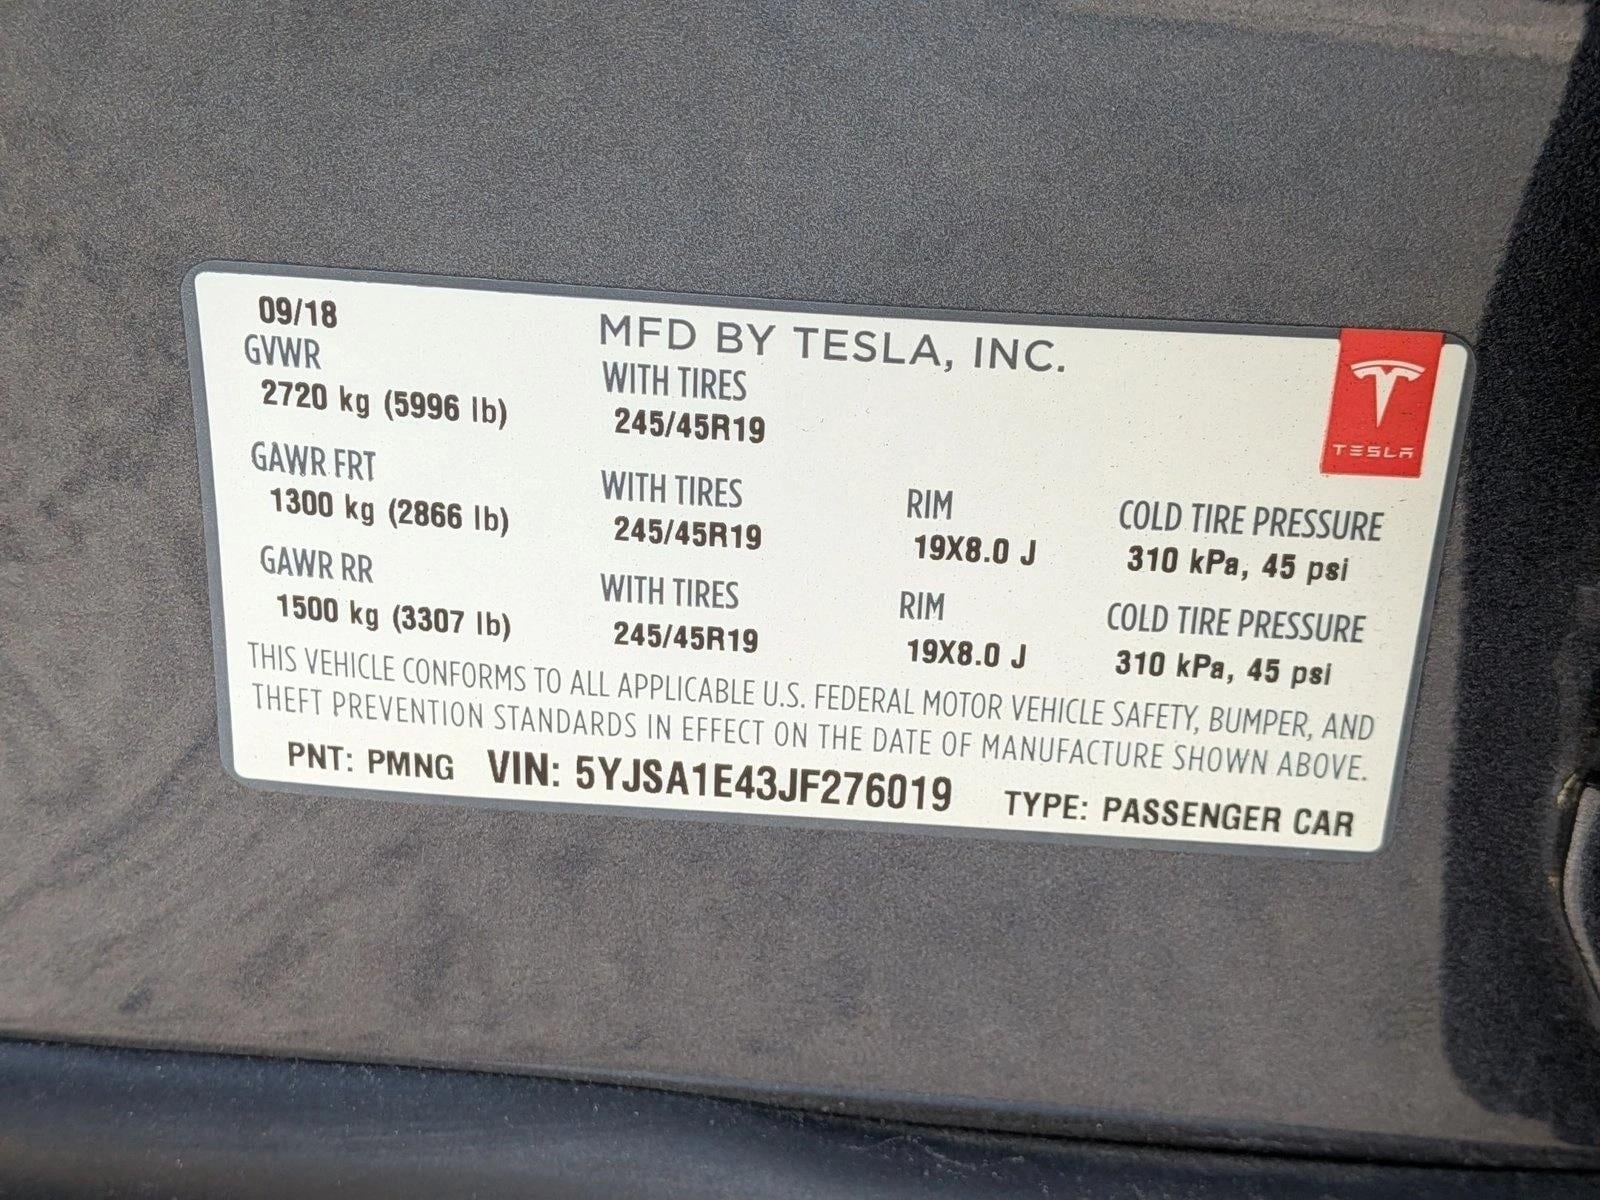 09/18
MFD BY TESLA, INC.
TESLA
GVWR WITH TIRES
2720 kg (5996 lb) 245/45R19
GAWR FRT WITH TIRES RIM COLD TIRE PRESSURE
1300 kg (2866 lb) 245/45R19 19X8.0 J 310 kPa, 45 psi
GAWR RR WITH TIRES RIM COLD TIRE PRESSURE
1500 kg (3307 lb) 245/45R19 19X8.0 J 310 kPa, 45 psi
THIS VEHICLE CONFORMS TO ALL APPLICABLE U.S. FEDERAL MOTOR VEHICLE SAFETY, BUMPER, AND
THEFT PREVENTION STANDARDS IN EFFECT ON THE DATE OF MANUFACTURE SHOWN ABOVE.
PNT: PMNG VIN: 5YJSA1E43JF276019 TYPE: PASSENGER CAR